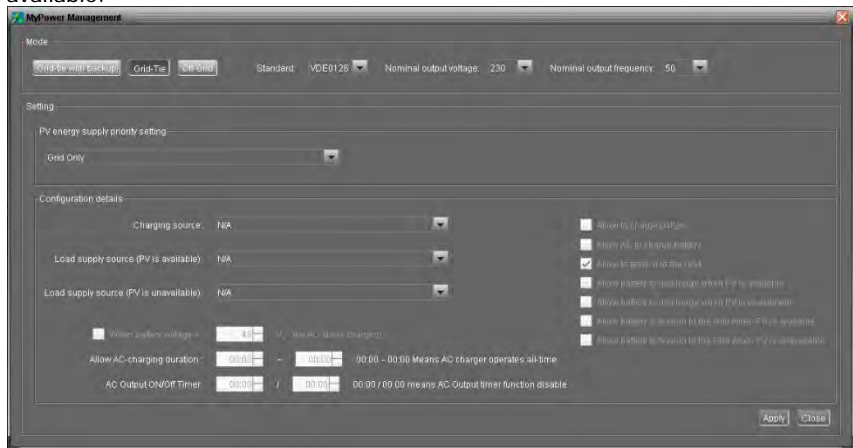 available.
MyPower Management
Mode
Grid-tie with backup Grid-Tie Off-Grid Standard: VDE0126 Nominal output voltage: 230 Nominal output frequency: 50
Setting
PV energy supply priority setting
Grid Only
Configuration details
Charging source: N/A
Allow to charge battery
Allow AC to charge battery
Load supply source (PV is available): N/A
Allow to feed-in to the Grid
Allow battery to discharge when PV is available
Load supply source (PV is unavailable): N/A
Allow battery to discharge when PV is unavailable
Allow battery to feed-in to the Grid when PV is available
When battery voltage < 48 V, the AC starts charging
Allow battery to feed-in to the Grid when PV is unavailable
Allow AC-charging duration : 00:00 ~ 00:00 00:00 ~ 00:00 Means AC charger operates all-time
AC Output ON/Off Timer 00:00 / 00:00 00:00 / 00:00 means AC Output timer function disable
Apply Close